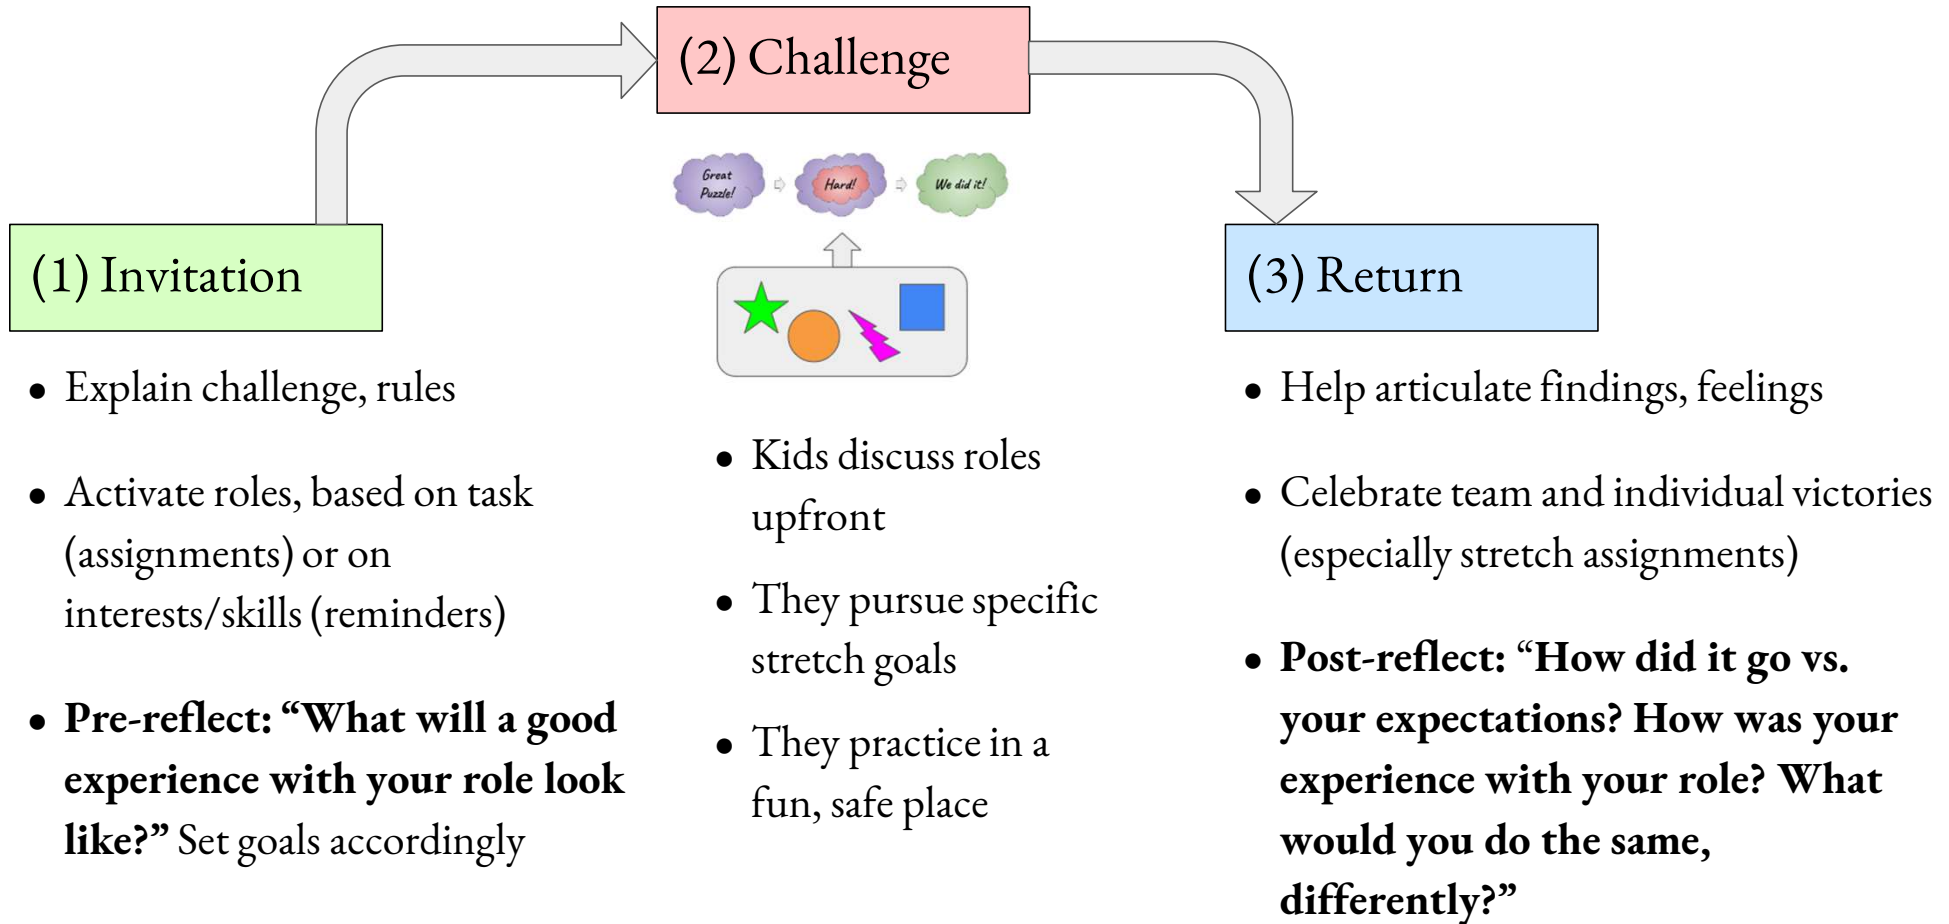 (2) Challenge
Great
Puzzle!
Hard!
We did it!
(1) Invitation
• Explain challenge, rules
• Activate roles, based on task
(assignments) or on
interests/skills (reminders)
• Pre-reflect: “What will a good
experience with your role look
like?” Set goals accordingly
• Kids discuss roles
upfront
• They pursue specific
stretch goals
• They practice in a
fun, safe place
(3) Return
• Help articulate findings, feelings
• Celebrate team and individual victories
(especially stretch assignments)
• Post-reflect: “How did it go vs.
your expectations? How was your
experience with your role? What
would you do the same,
differently?”